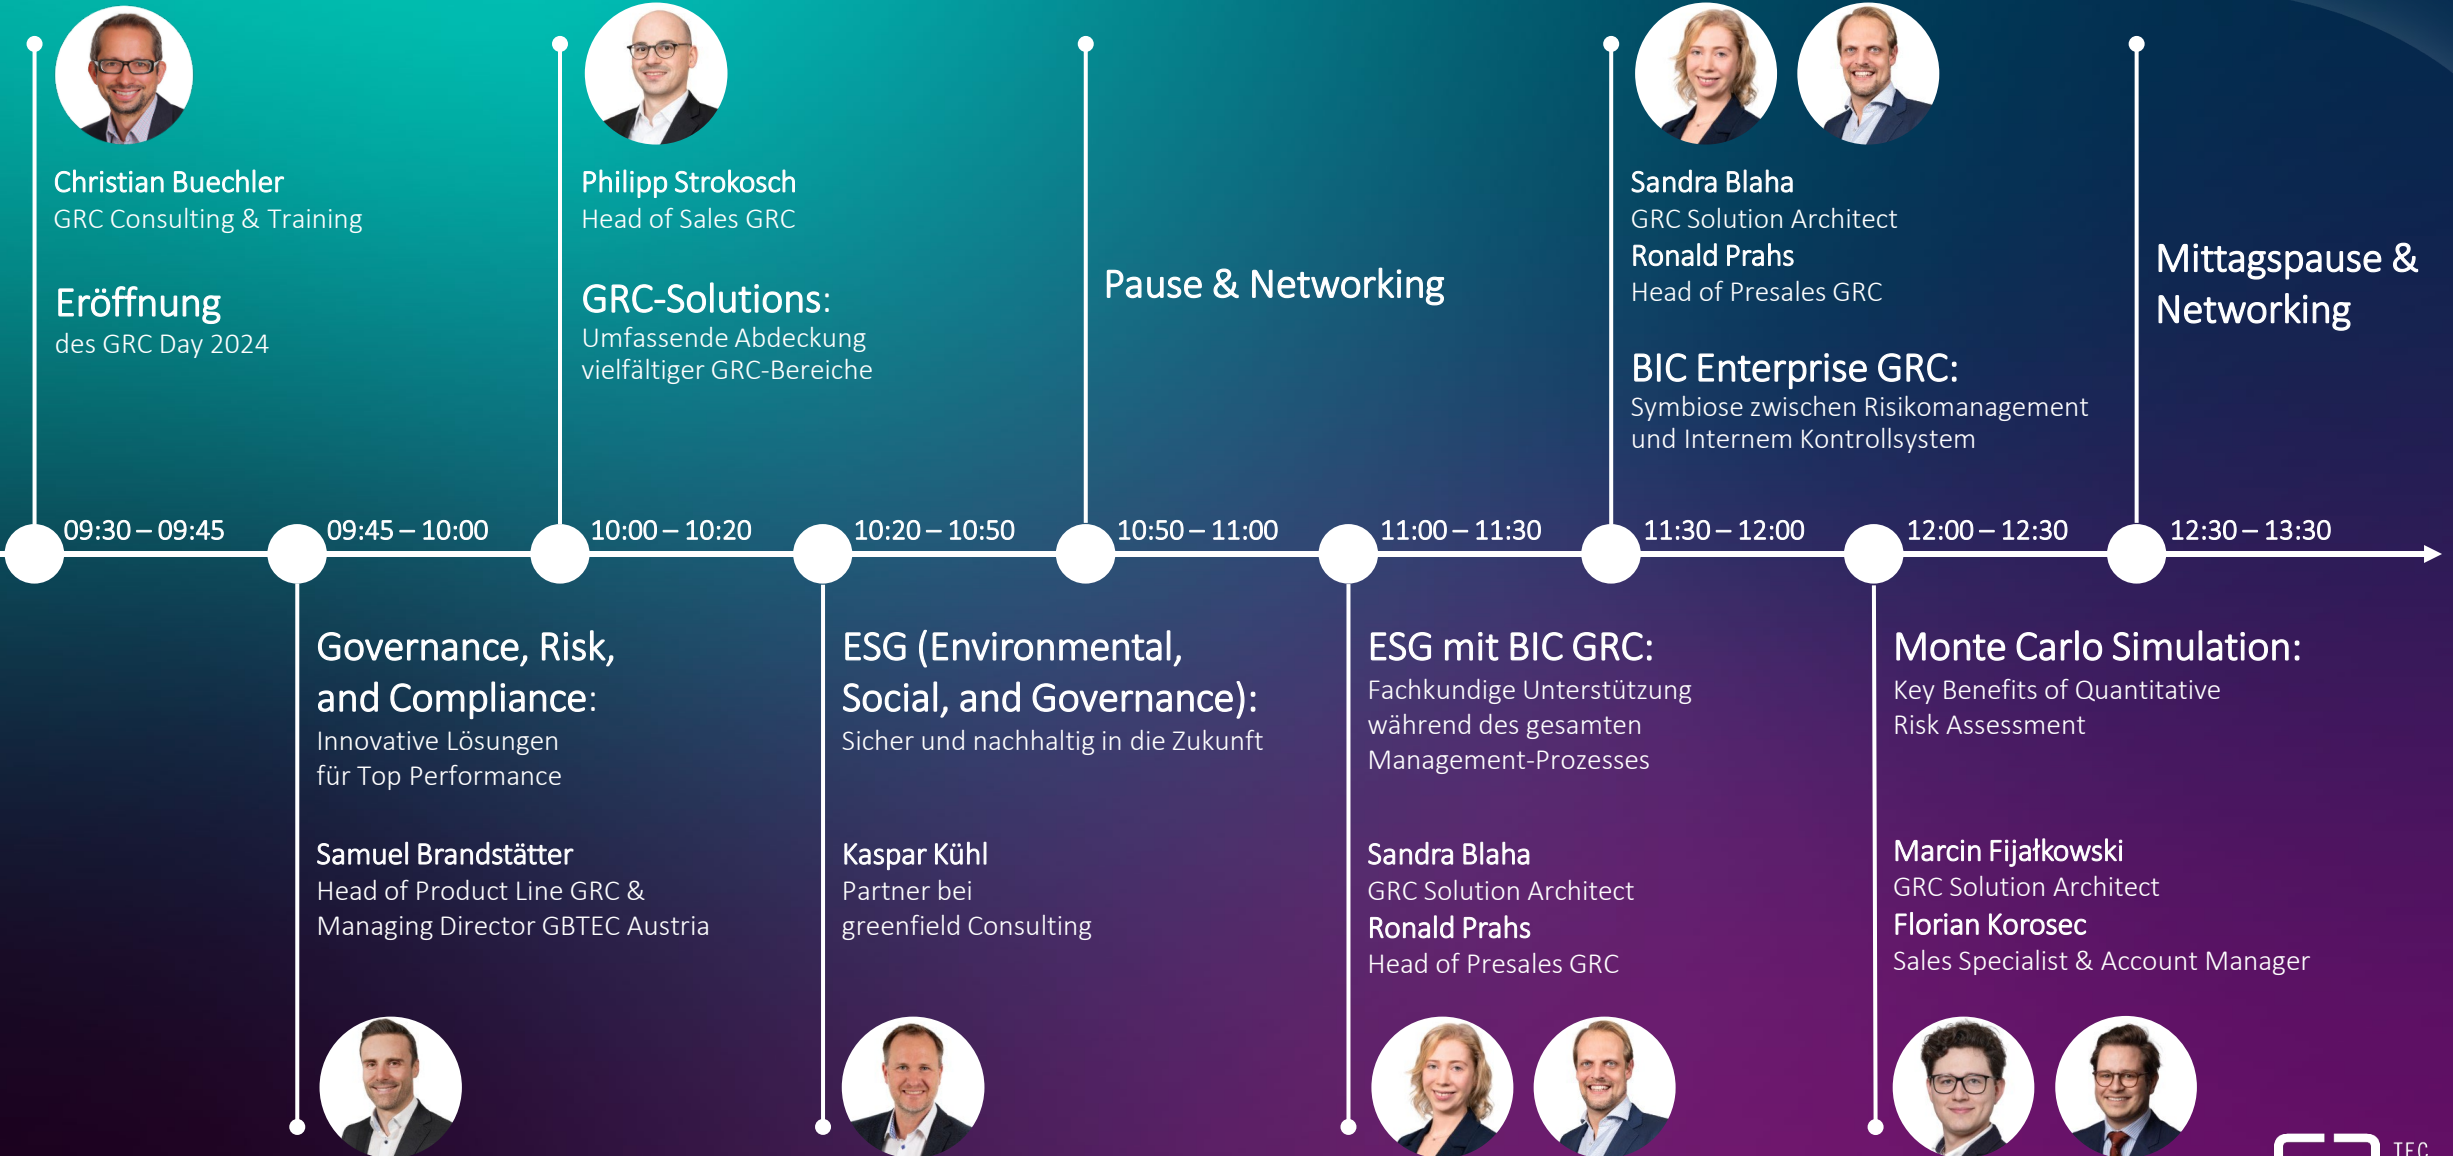 Christian Buechler
GRC Consulting & Training
Eröffnung
des GRC Day 2024
Philipp Strokosch
Head of Sales GRC
GRC-Solutions:
Umfassende Abdeckung
vielfältiger GRC-Bereiche
Pause & Networking
Sandra Blaha
GRC Solution Architect
Ronald Prahs
Head of Presales GRC
BIC Enterprise GRC:
Symbiose zwischen Risikomanagement
und Internem Kontrollsystem
Mittagspause &
Networking
09:30 – 09:45
09:45 – 10:00
10:00 – 10:20
10:20 – 10:50
10:50 – 11:00
11:00 – 11:30
11:30 – 12:00
12:00 – 12:30
12:30 – 13:30
Governance, Risk,
and Compliance:
Innovative Lösungen
für Top Performance
Samuel Brandstätter
Head of Product Line GRC &
Managing Director GBTEC Austria
ESG (Environmental,
Social, and Governance):
Sicher und nachhaltig in die Zukunft
Kaspar Kühl
Partner bei
greenfield Consulting
ESG mit BIC GRC:
Fachkundige Unterstützung
während des gesamten
Management-Prozesses
Sandra Blaha
GRC Solution Architect
Ronald Prahs
Head of Presales GRC
Monte Carlo Simulation:
Key Benefits of Quantitative
Risk Assessment
Marcin Fijałkowski
GRC Solution Architect
Florian Korosec
Sales Specialist & Account Manager
TEC